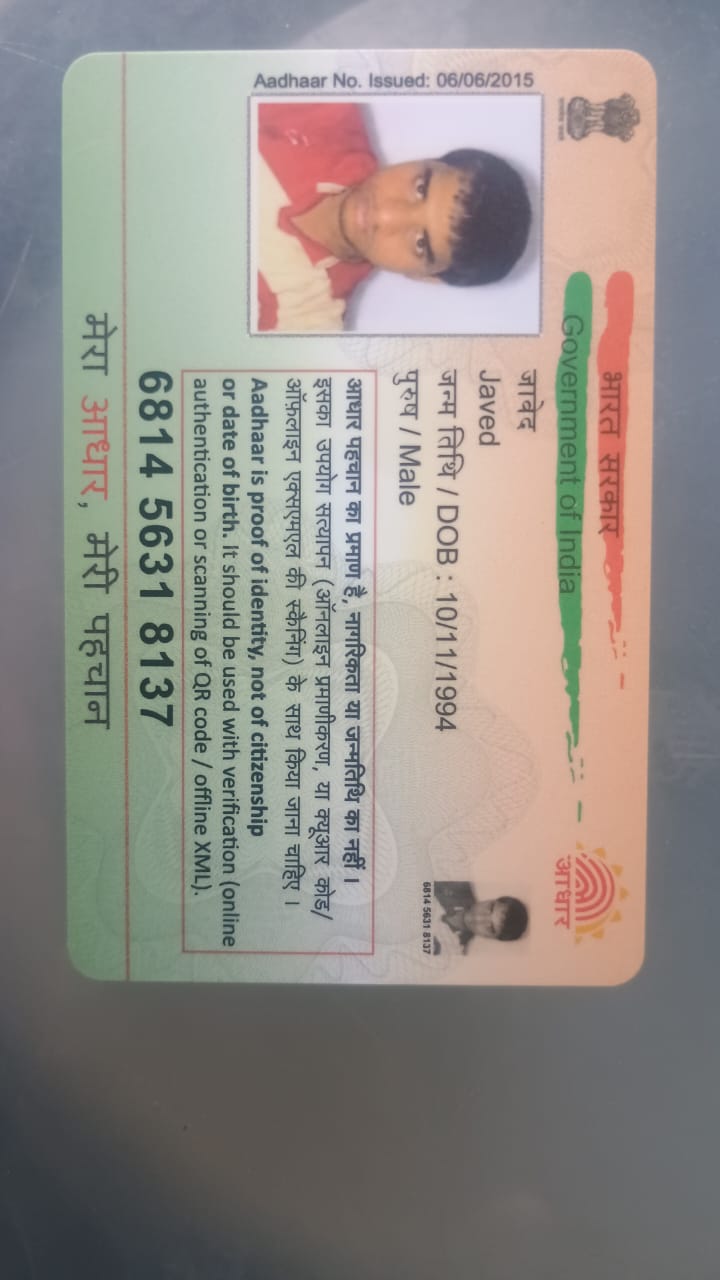 Aadhaar No. Issued: 06/06/2015
भारत सरकार
Government of India
आधार
जावेद
Javed
जन्म तिथि / DOB : 10/11/1994
पुरुष / Male
6814 5631 8137
आधार पहचान का प्रमाण है, नागरिकता या जन्मतिथि का नहीं ।
इसका उपयोग सत्यापन (ऑनलाइन प्रमाणीकरण, या क्यूआर कोड/
ऑफ़लाइन एक्सएमएल की स्कैनिंग) के साथ किया जाना चाहिए ।
Aadhaar is proof of identity, not of citizenship
or date of birth. It should be used with verification (online
authentication or scanning of QR code / offline XML).
6814 5631 8137
मेरा आधार, मेरी पहचान